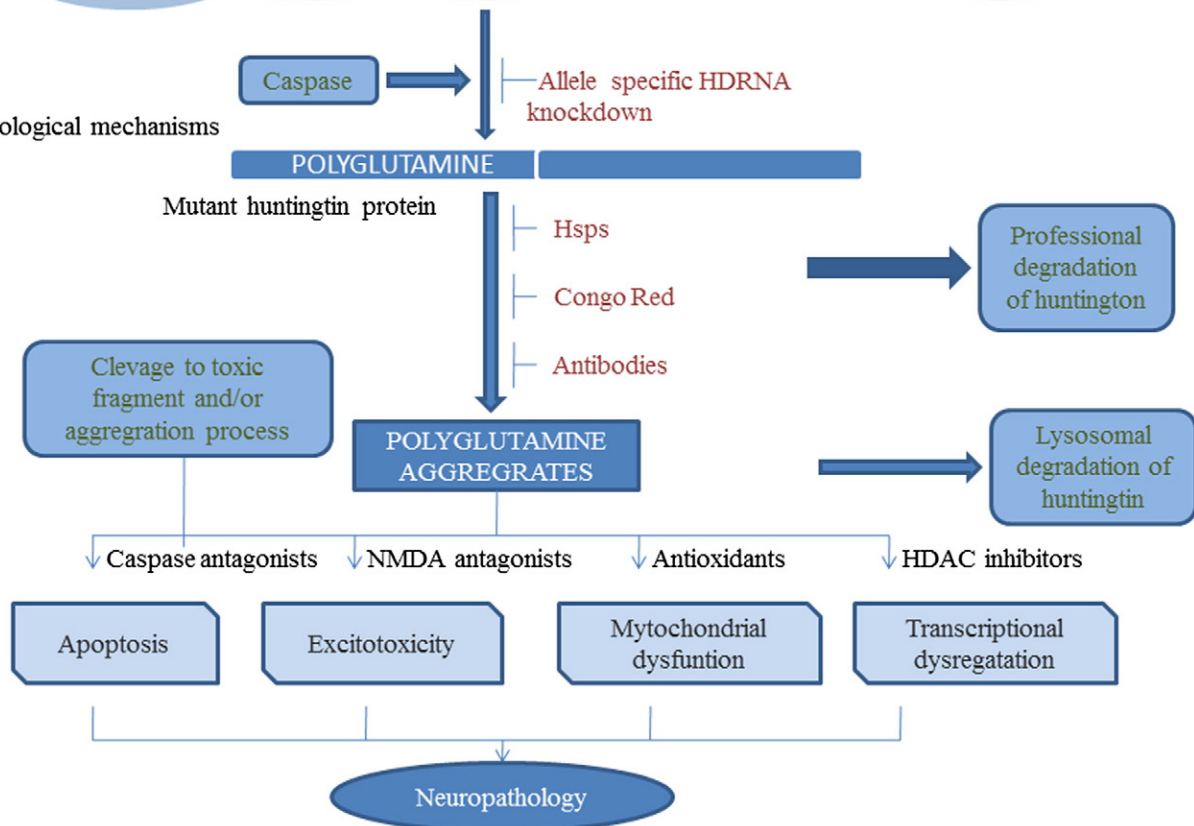 Caspase
Allele specific HDRNA
knockdown
ological mechanisms
POLYGLUTAMINE
Mutant huntingtin protein
Hsps
Professional
degradation
of huntington
Congo Red
Antibodies
Clevage to toxic
fragment and/or
aggregration process
POLYGLUTAMINE
AGGREGRATES
Lysosomal
degradation of
huntingtin
Caspase antagonists
NMDA antagonists
Antioxidants
HDAC inhibitors
Apoptosis
Excitotoxicity
Mytochondrial
dysfuntion
Transcriptional
dysregatation
Neuropathology